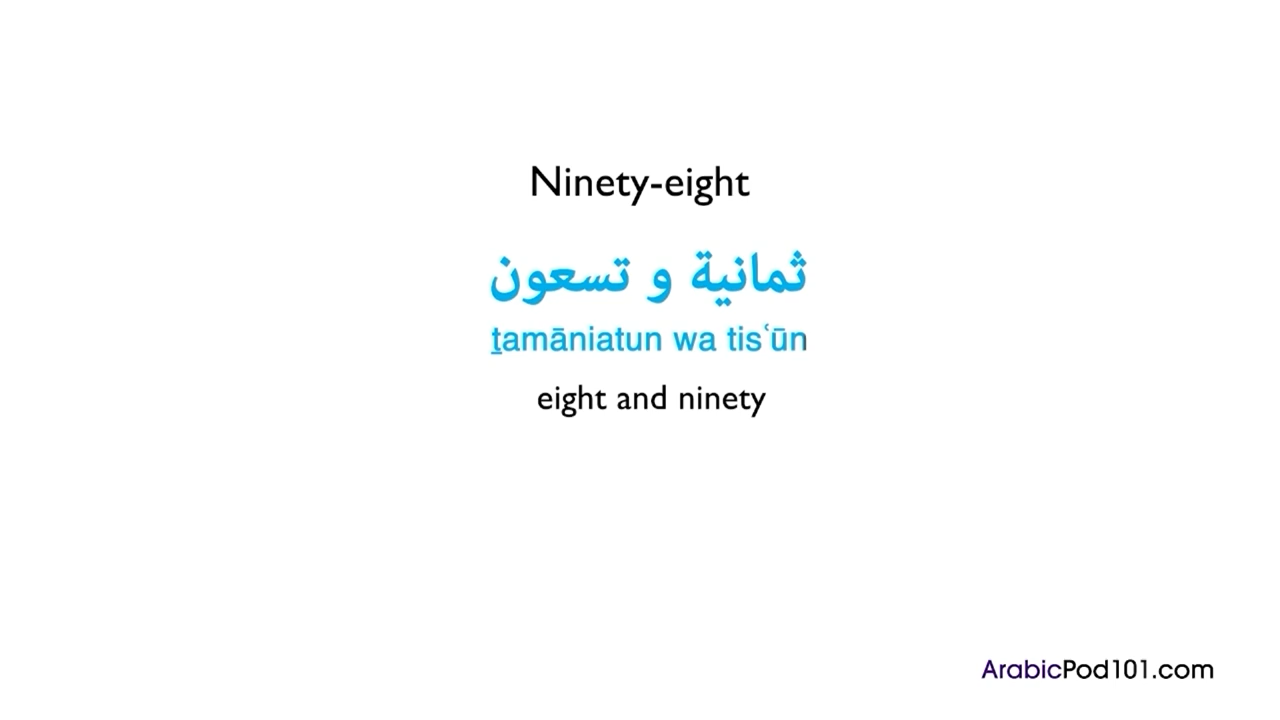 Ninety-eight
ثمانية و تسعون
ṯamāniatun wa tisʿūn
eight and ninety
ArabicPod101.com